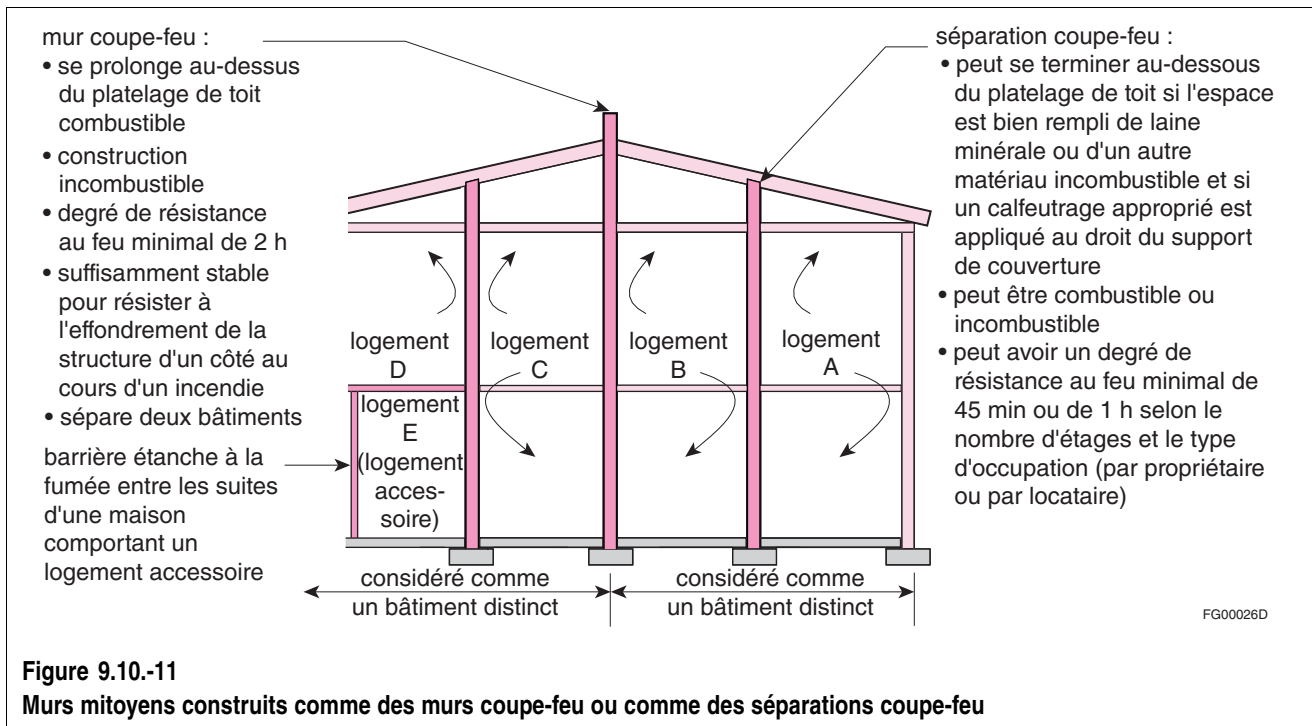 mur coupe-feu :
• se prolonge au-dessus
du platelage de toit
combustible
• construction
incombustible
• degré de résistance
au feu minimal de 2 h
• suffisamment stable
pour résister à
l'effondrement de la
structure d'un côté au
cours d'un incendie
• sépare deux bâtiments
barrière étanche à la
fumée entre les suites
d'une maison
comportant un
logement accessoire
logement
D
logement
C
logement
B
logement
A
logement
E
(logement
acces-
soire)
considéré comme
un bâtiment distinct
considéré comme
un bâtiment distinct
séparation coupe-feu :
• peut se terminer au-dessous
du platelage de toit si l'espace
est bien rempli de laine
minérale ou d'un autre
matériau incombustible et si
un calfeutrage approprié est
appliqué au droit du support
de couverture
• peut être combustible ou
incombustible
• peut avoir un degré de
résistance au feu minimal de
45 min ou de 1 h selon le
nombre d'étages et le type
d'occupation (par propriétaire
ou par locataire)
FG00026D
Figure 9.10.-11
Murs mitoyens construits comme des murs coupe-feu ou comme des séparations coupe-feu